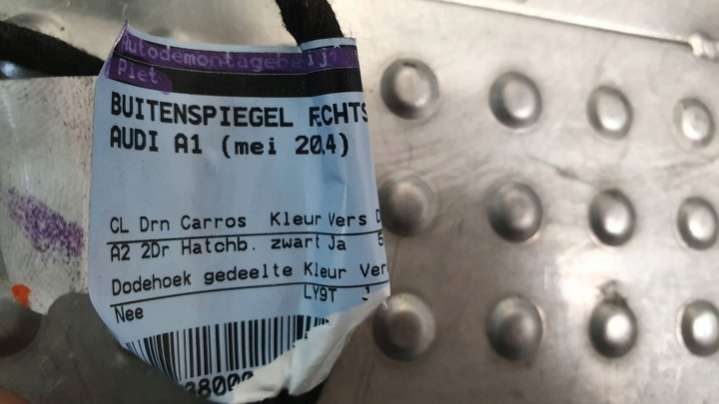 Autodemontagebeijr
Piet
BUITENSPIEGEL RECHTS
AUDI A1 (mei 2014)
CL Drn Carros Kleur Vers D
A2 2Dr Hatchb. zwart Ja
Dodehoek gedeelte Kleur Ver
LY9T
Nee